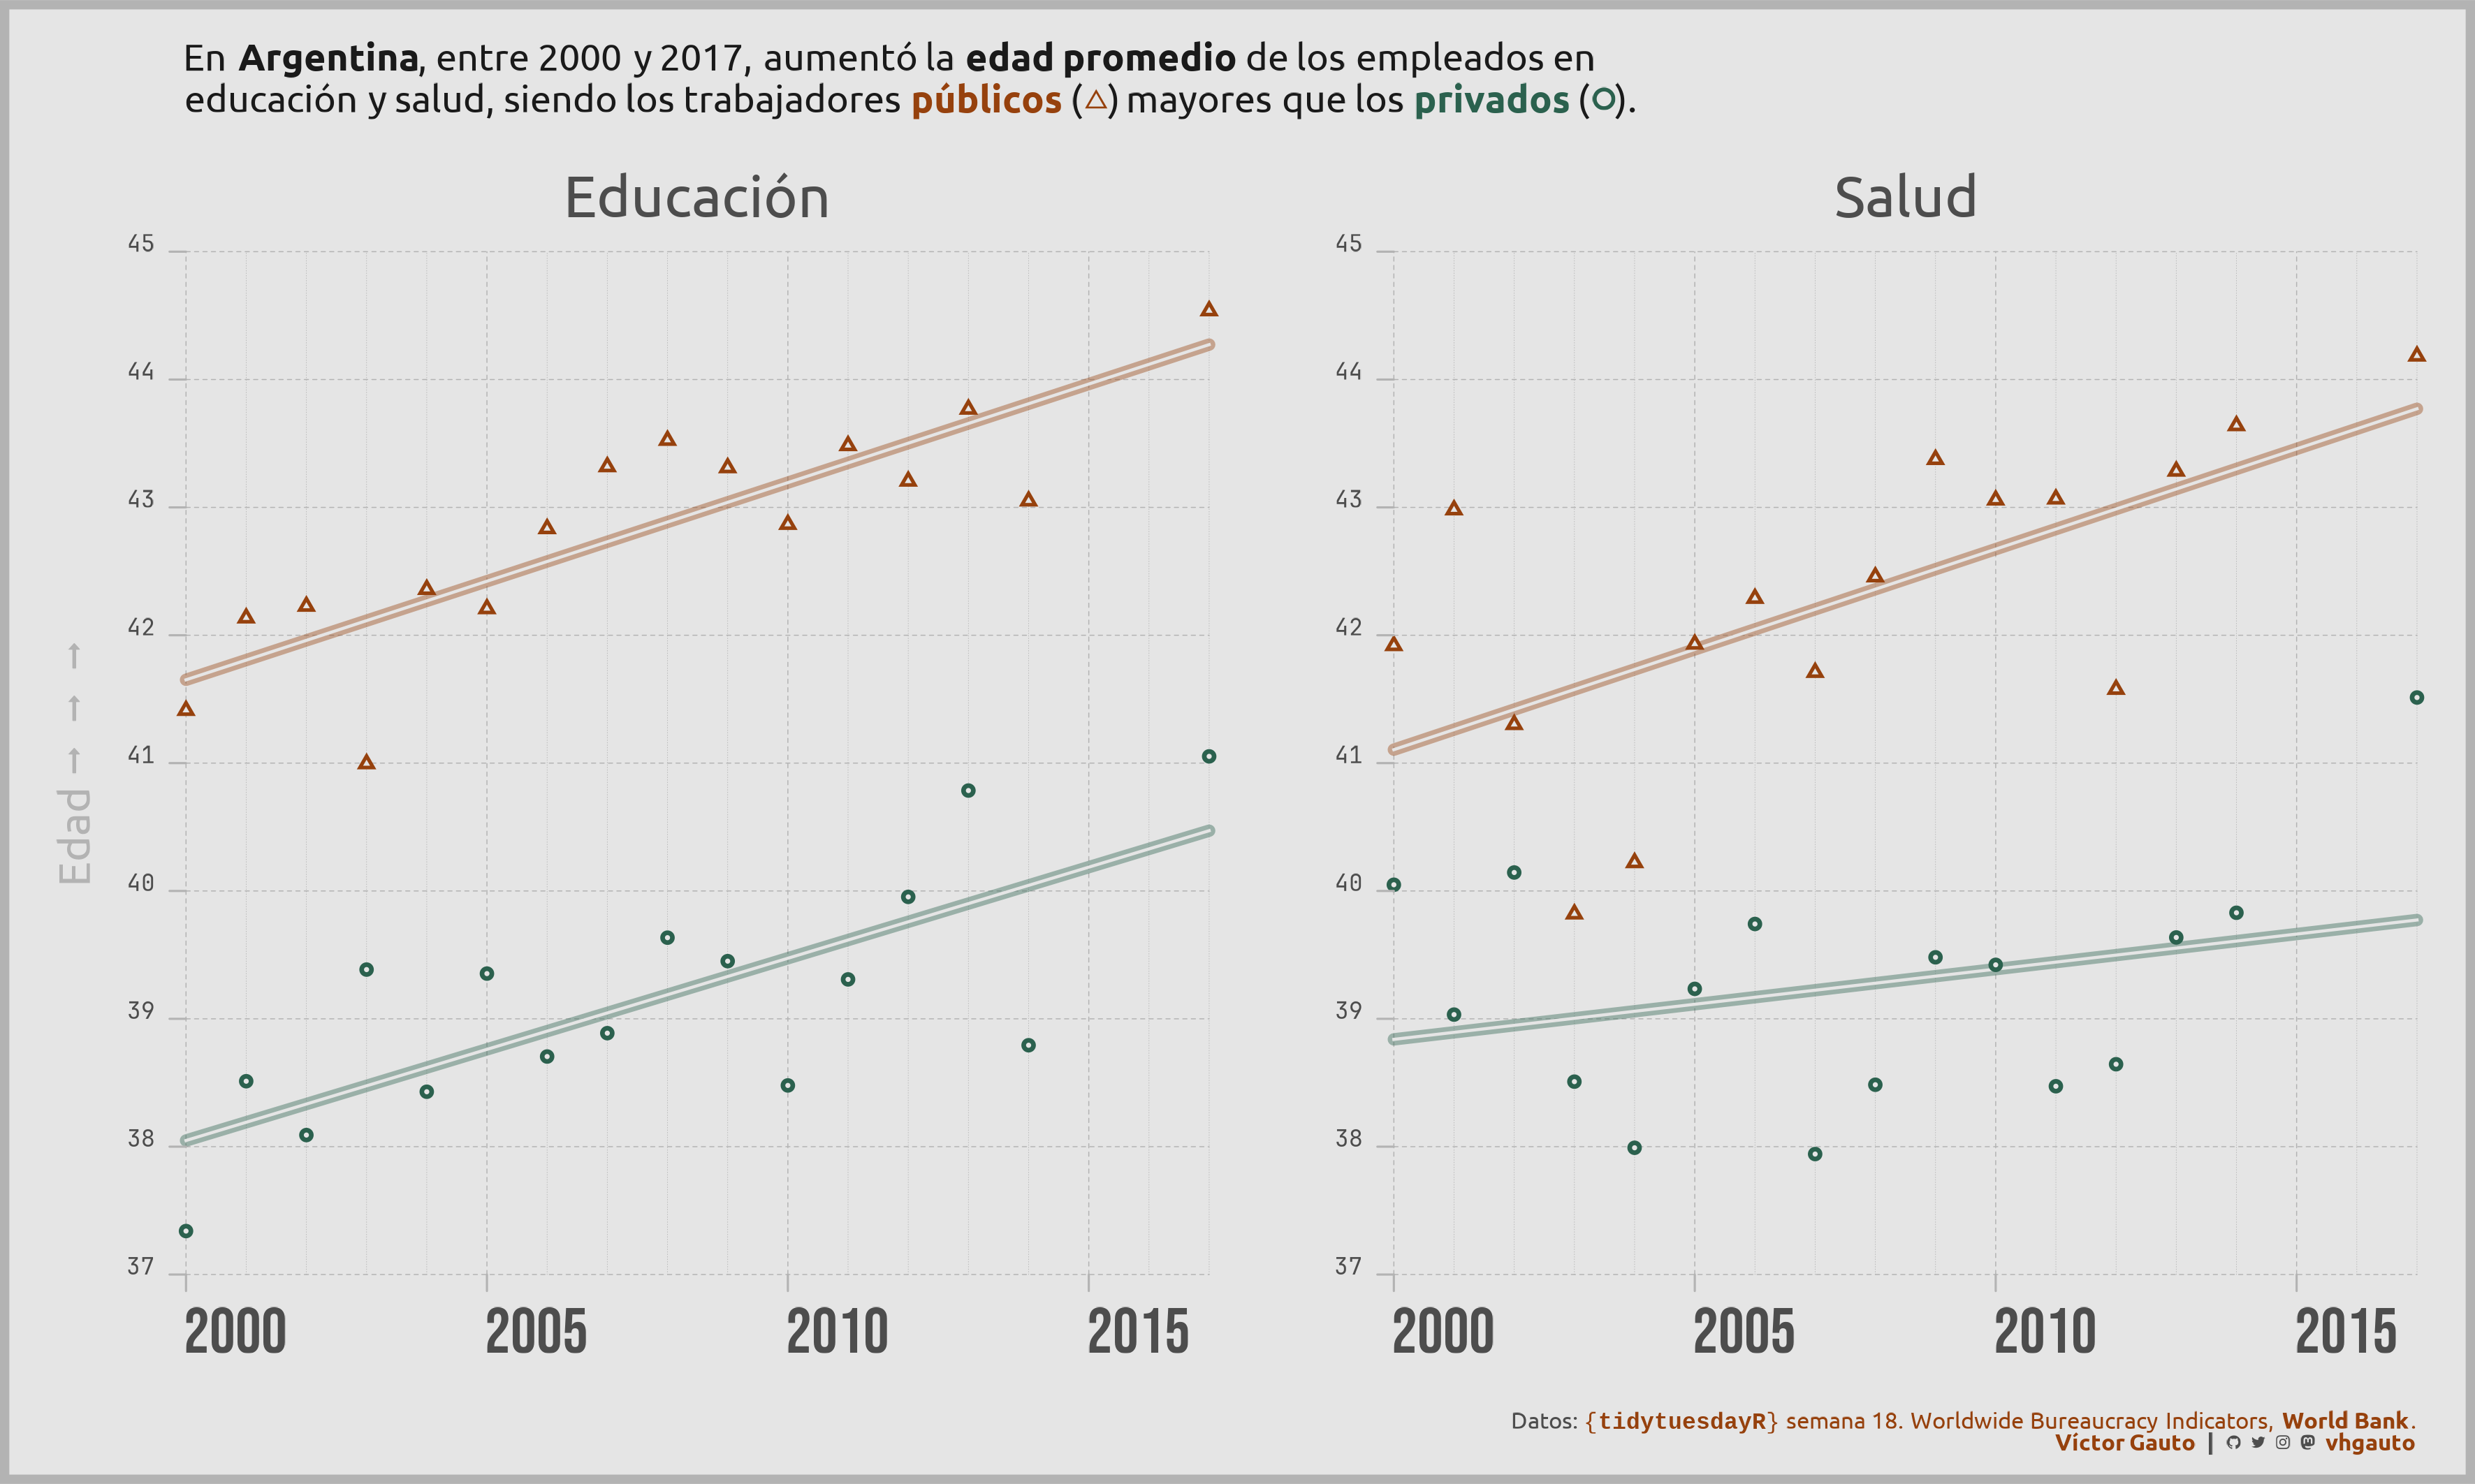 En Argentina, entre 2000 y 2017, aumentó la edad promedio de los empleados en
educación y salud, siendo los trabajadores públicos (△) mayores que los privados (○).
Educación
Salud
Edad → → →
45
44
43
42
41
40
39
38
37
2000 2005 2010 2015
45
44
43
42
41
40
39
38
37
2000 2005 2010 2015
Datos: {tidytuesdayR} semana 18. Worldwide Bureaucracy Indicators, World Bank.
Víctor Gauto | vhgauto